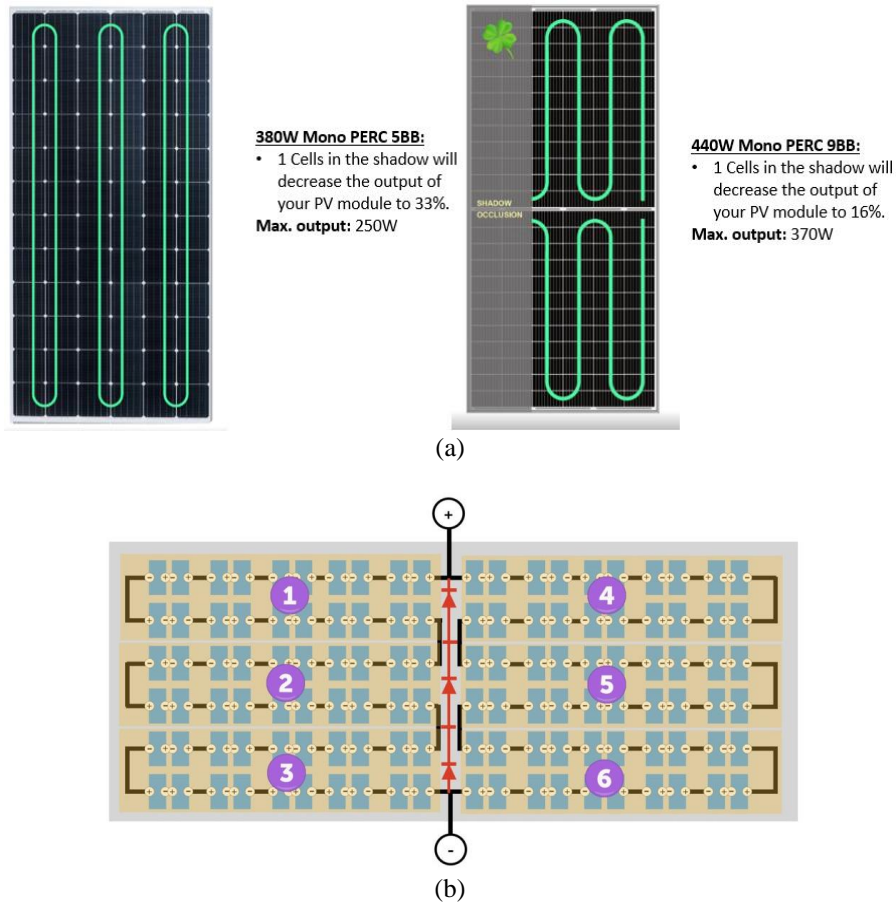 380W Mono PERC 5BB:
• 1 Cells in the shadow will
decrease the output of
your PV module to 33%.
Max. output: 250W
SHADOW
OCCLUSION
440W Mono PERC 9BB:
• 1 Cells in the shadow will
decrease the output of
your PV module to 16%.
Max. output: 370W
(a)
+
1
4
2
5
3
6
-
(b)